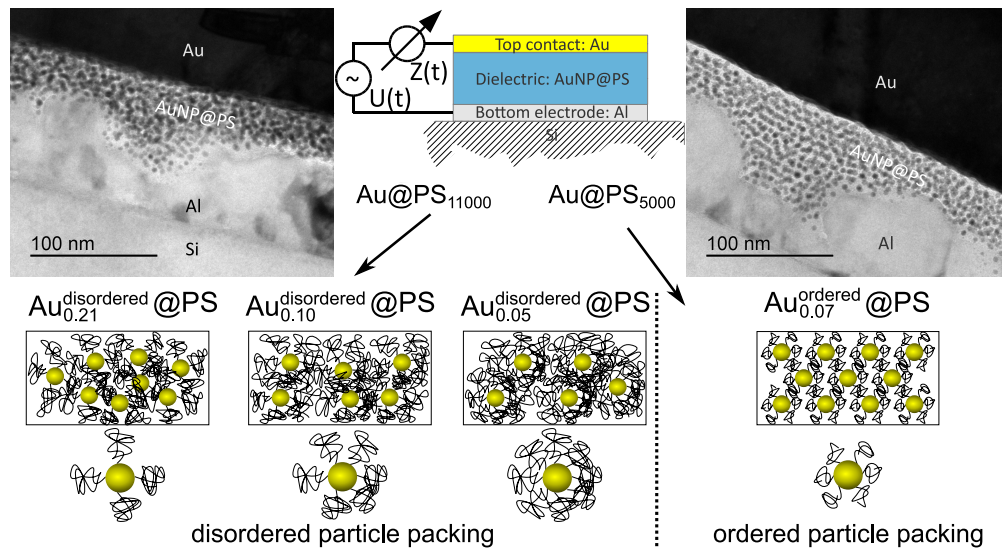 Au
AuNP@PS
Al
Si
100 nm
~
Z(t)
U(t)
Top contact: Au
Dielectric: AuNP@PS
Bottom electrode: Al
Si
Au@PS11000
Au@PS5000
Au
AuNP@PS
Al
100 nm
Au0.21disordered@PS
Au0.10disordered@PS
Au0.05disordered@PS
Au0.07ordered@PS
disordered particle packing
ordered particle packing